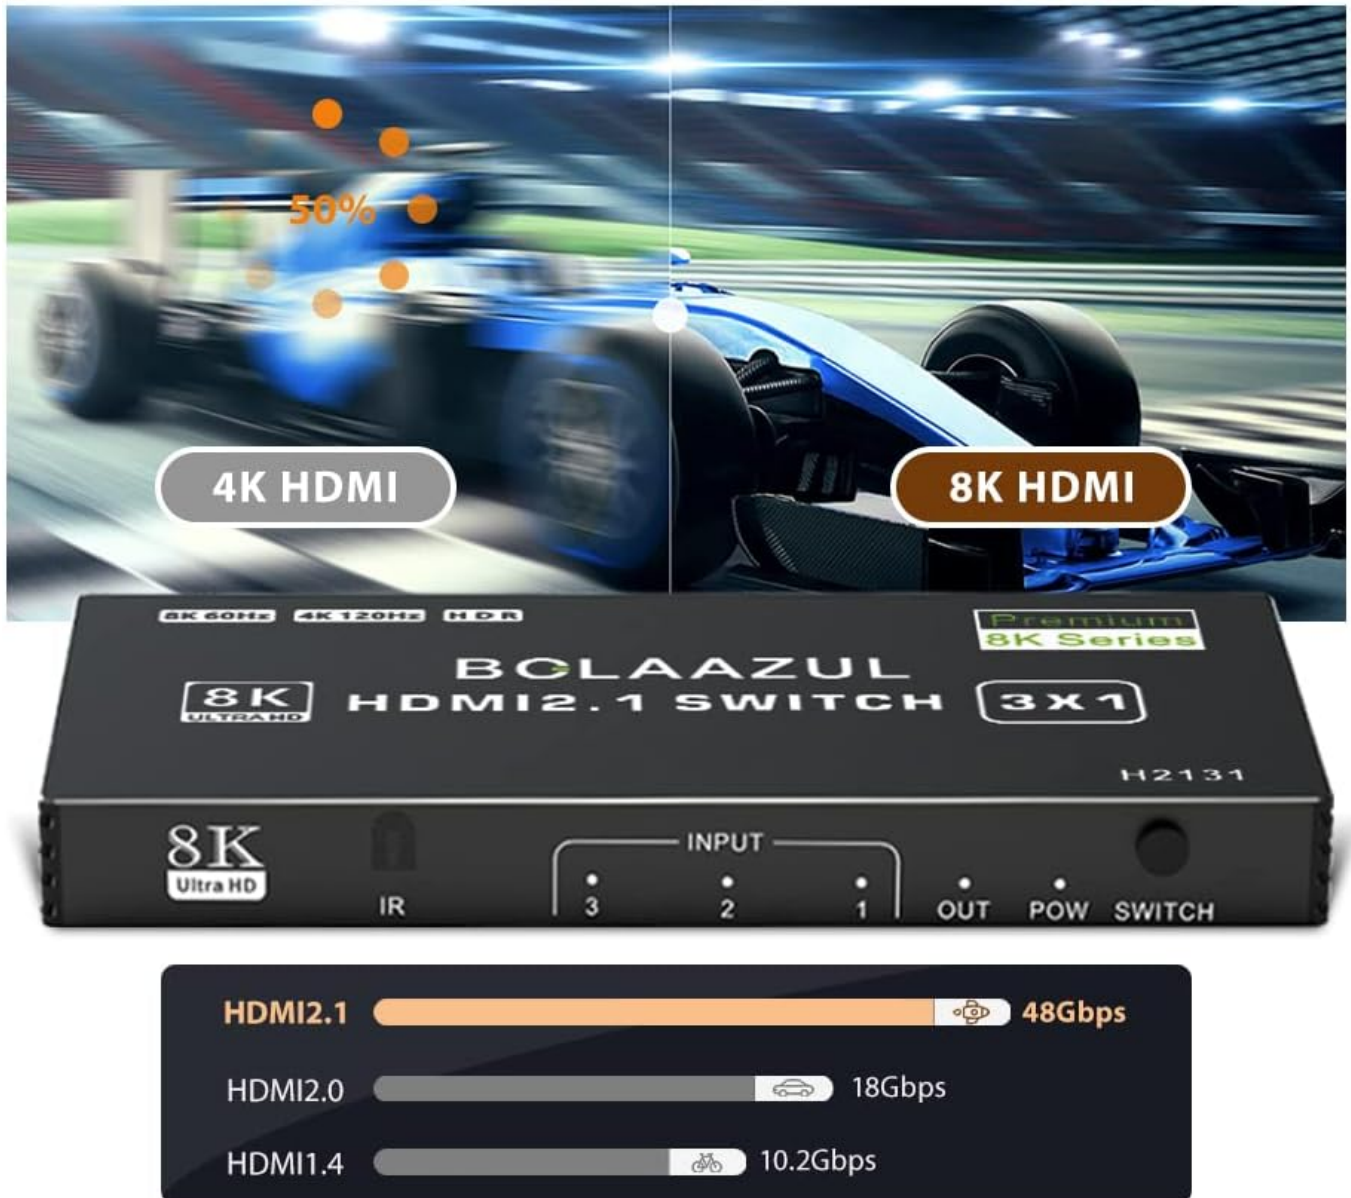 50%
4K HDMI
8K HDMI
8K 60Hz 4K 120Hz HDR
Premium
8K Series
BOLAAZUL
8K
ULTRA HD
HDMI2.1 SWITCH
3X1
H2131
8K
Ultra HD
IR
INPUT
3 2 1
OUT POW SWITCH
HDMI2.1 48Gbps
HDMI2.0 18Gbps
HDMI1.4 10.2Gbps